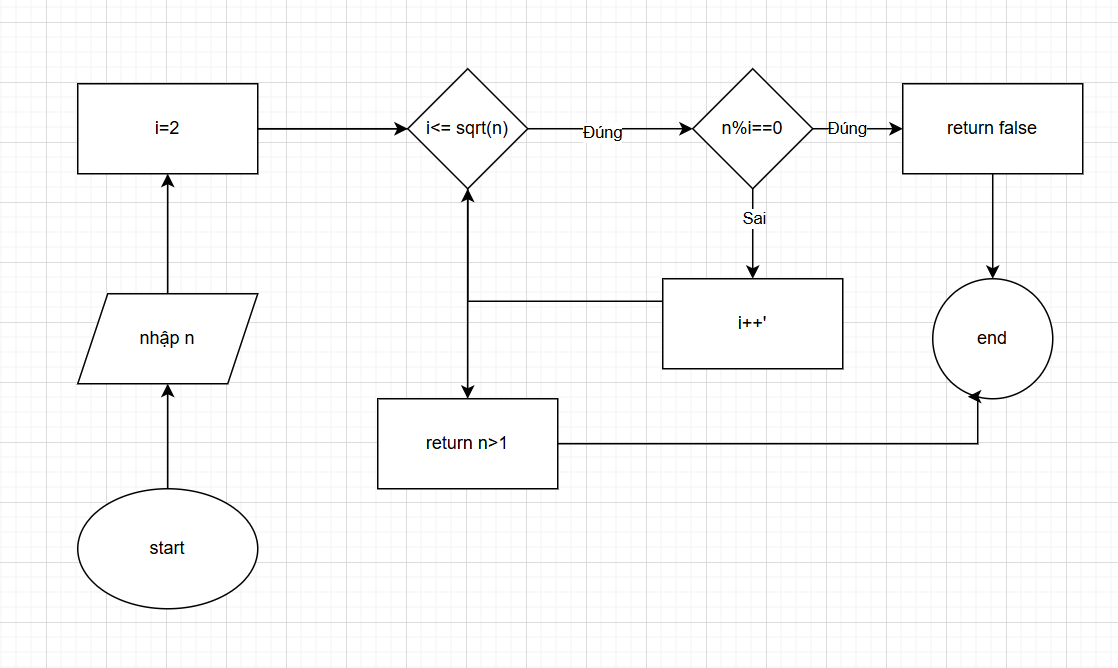 i=2
i<= sqrt(n)
Đúng
n%i==0
Đúng
return false
Sai
nhập n
i++'
end
return n>1
start